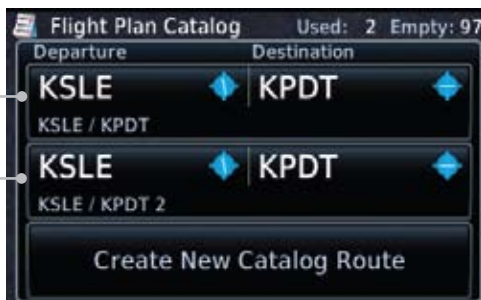 Flight Plan Catalog Used: 2 Empty: 97
Departure Destination
KSLE KPDT
KSLE / KPDT
KSLE KPDT
KSLE / KPDT 2
Create New Catalog Route